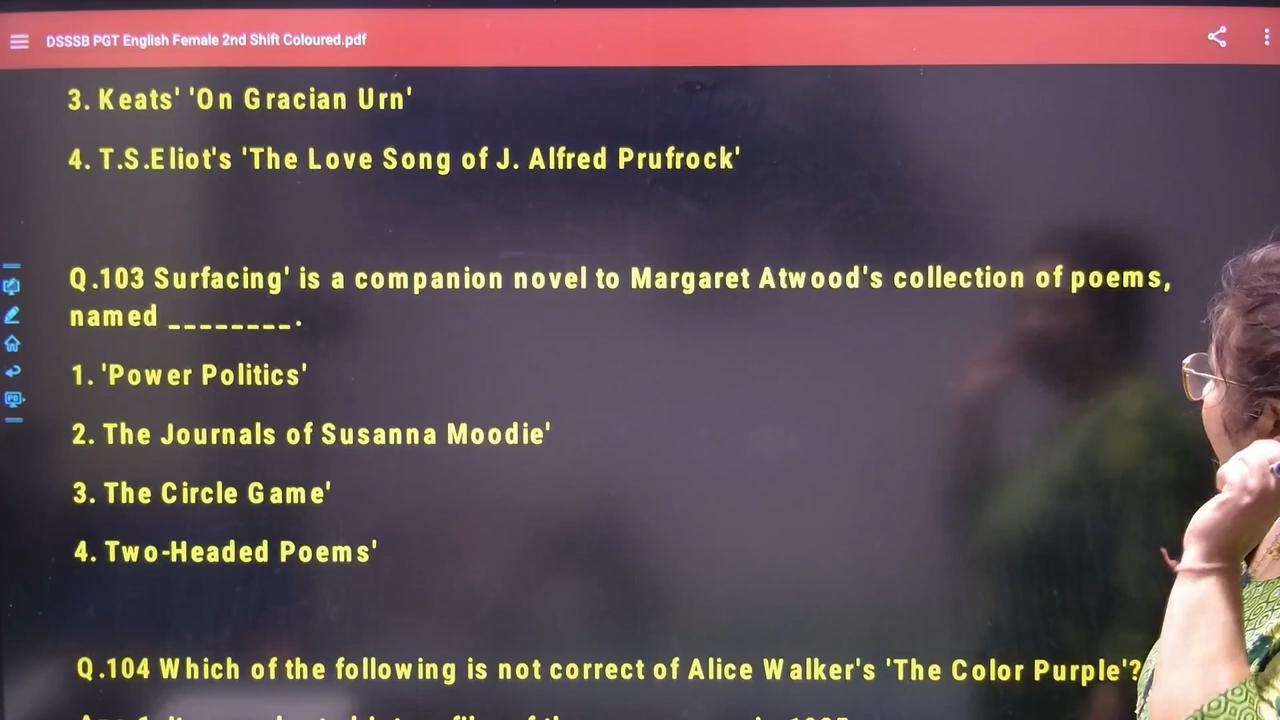 DSSSB PGT English Female 2nd Shift Coloured.pdf
3. Keats' 'On Gracian Urn'
4. T.S.Eliot's 'The Love Song of J. Alfred Prufrock'
Q.103 Surfacing' is a companion novel to Margaret Atwood's collection of poems,
named ________.
1. 'Power Politics'
2. The Journals of Susanna Moodie'
3. The Circle Game'
4. Two-Headed Poems'
Q.104 Which of the following is not correct of Alice Walker's 'The Color Purple'?